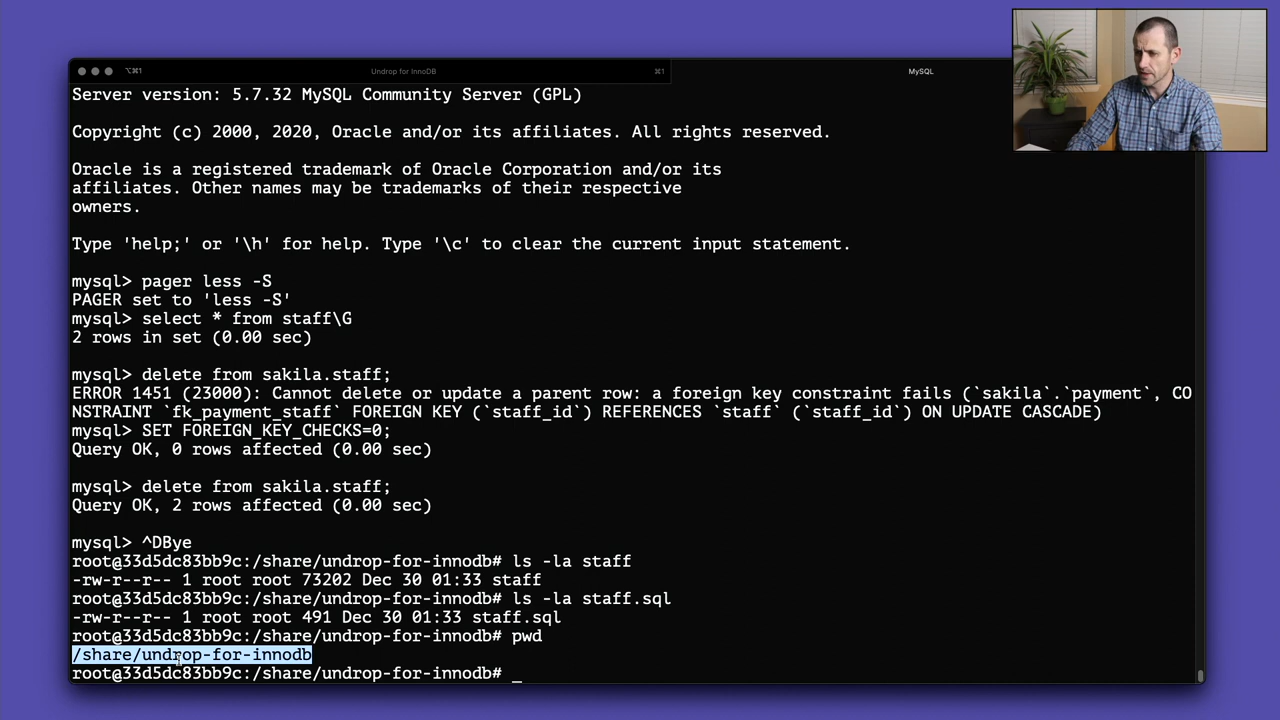 ⌥⌘1 Undrop for InnoDB ⌘1 MySQL
Server version: 5.7.32 MySQL Community Server (GPL)
Copyright (c) 2000, 2020, Oracle and/or its affiliates. All rights reserved.
Oracle is a registered trademark of Oracle Corporation and/or its
affiliates. Other names may be trademarks of their respective
owners.
Type 'help;' or '\h' for help. Type '\c' to clear the current input statement.
mysql> pager less -S
PAGER set to 'less -S'
mysql> select * from staff\G
2 rows in set (0.00 sec)
mysql> delete from sakila.staff;
ERROR 1451 (23000): Cannot delete or update a parent row: a foreign key constraint fails (`sakila`.`payment`, CO
NSTRAINT `fk_payment_staff` FOREIGN KEY (`staff_id`) REFERENCES `staff` (`staff_id`) ON UPDATE CASCADE)
mysql> SET FOREIGN_KEY_CHECKS=0;
Query OK, 0 rows affected (0.00 sec)
mysql> delete from sakila.staff;
Query OK, 2 rows affected (0.00 sec)
mysql> ^DBye
root@33d5dc83bb9c:/share/undrop-for-innodb# ls -la staff
-rw-r--r-- 1 root root 73202 Dec 30 01:33 staff
root@33d5dc83bb9c:/share/undrop-for-innodb# ls -la staff.sql
-rw-r--r-- 1 root root 491 Dec 30 01:33 staff.sql
root@33d5dc83bb9c:/share/undrop-for-innodb# pwd
/share/undrop-for-innodb
root@33d5dc83bb9c:/share/undrop-for-innodb# _